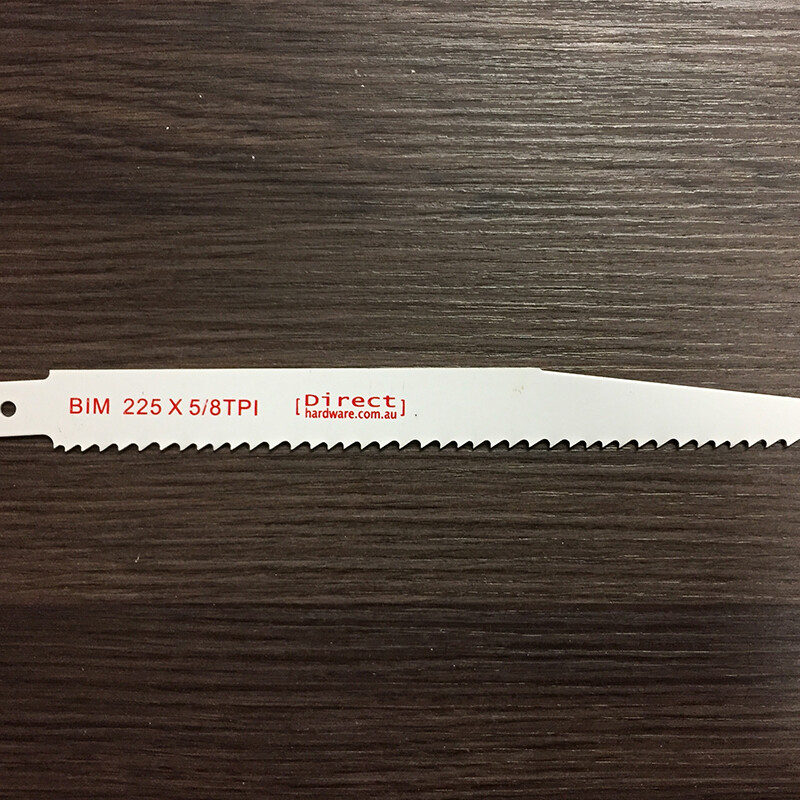 BiM 225 X 5/8TPI
[Direct
hardware.com.au]